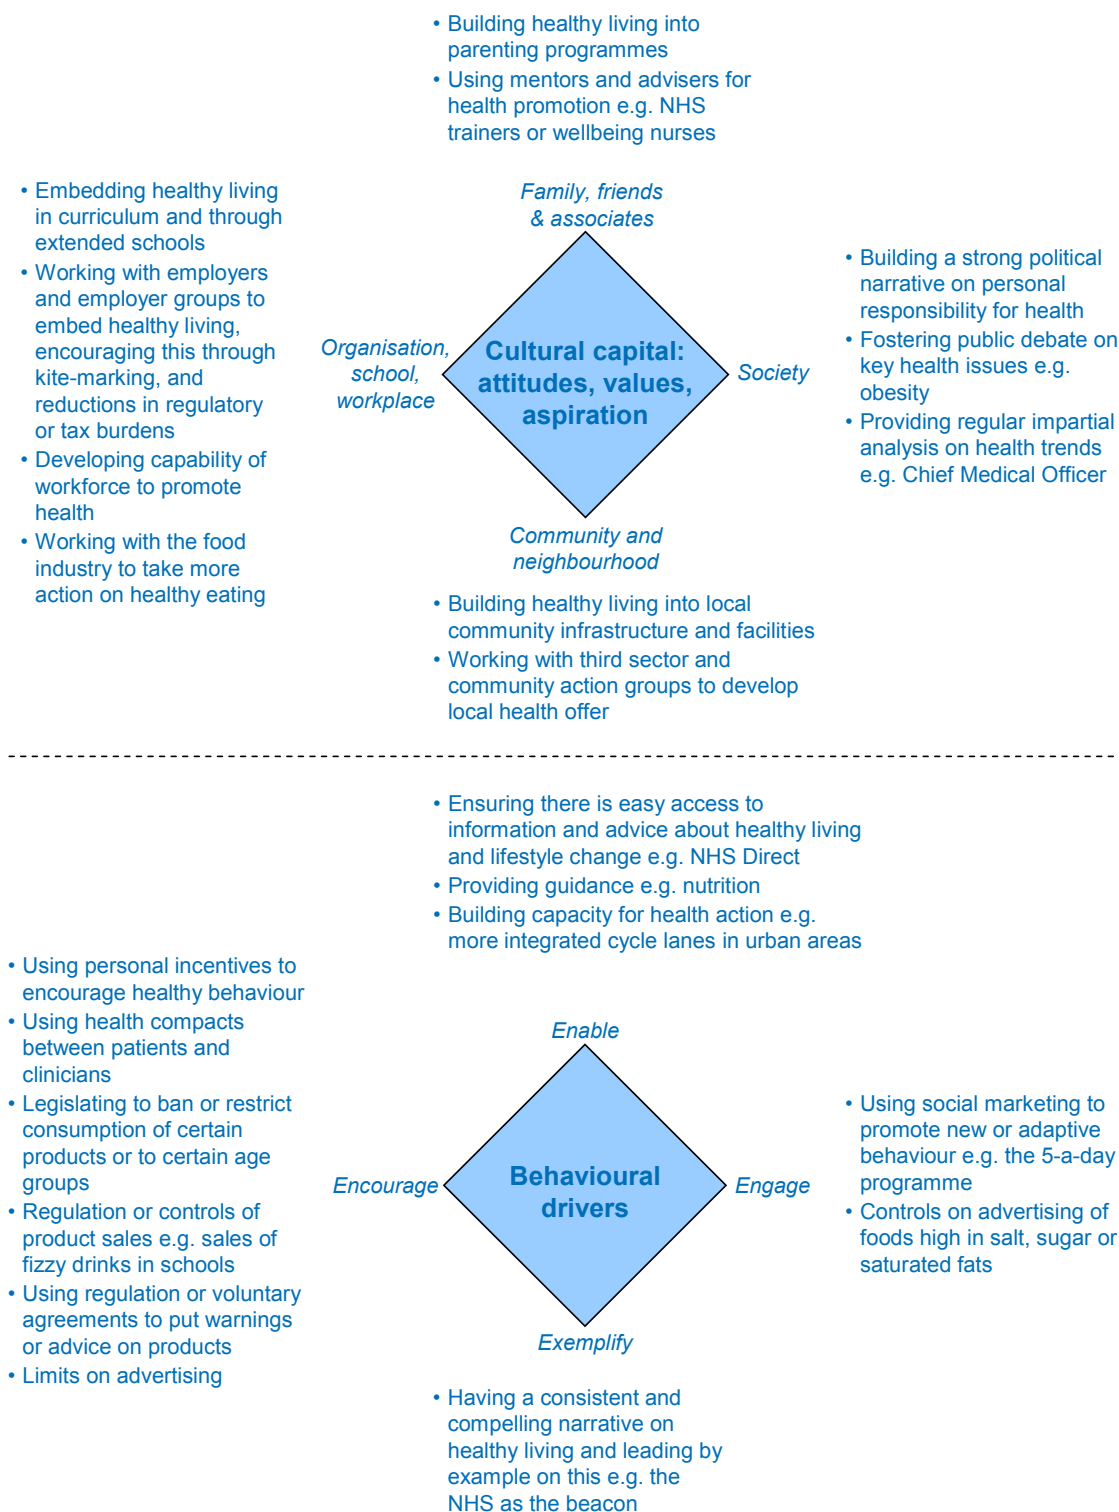 • Building healthy living into
parenting programmes
• Using mentors and advisers for
health promotion e.g. NHS
trainers or wellbeing nurses
• Embedding healthy living
in curriculum and through
extended schools
• Working with employers
and employer groups to
embed healthy living,
encouraging this through
kite-marking, and
reductions in regulatory
or tax burdens
• Developing capability of
workforce to promote
health
• Working with the food
industry to take more
action on healthy eating
Family, friends
& associates
Organisation,
school,
workplace
Cultural capital:
attitudes, values,
aspiration
Society
• Building a strong political
narrative on personal
responsibility for health
• Fostering public debate on
key health issues e.g.
obesity
• Providing regular impartial
analysis on health trends
e.g. Chief Medical Officer
Community and
neighbourhood
• Building healthy living into local
community infrastructure and facilities
• Working with third sector and
community action groups to develop
local health offer
• Ensuring there is easy access to
information and advice about healthy living
and lifestyle change e.g. NHS Direct
• Providing guidance e.g. nutrition
• Building capacity for health action e.g.
more integrated cycle lanes in urban areas
• Using personal incentives to
encourage healthy behaviour
• Using health compacts
between patients and
clinicians
• Legislating to ban or restrict
consumption of certain
products or to certain age
groups
• Regulation or controls of
product sales e.g. sales of
fizzy drinks in schools
• Using regulation or voluntary
agreements to put warnings
or advice on products
• Limits on advertising
Enable
Encourage
Behavioural
drivers
Engage
• Using social marketing to
promote new or adaptive
behaviour e.g. the 5-a-day
programme
• Controls on advertising of
foods high in salt, sugar or
saturated fats
Exemplify
• Having a consistent and
compelling narrative on
healthy living and leading by
example on this e.g. the
NHS as the beacon